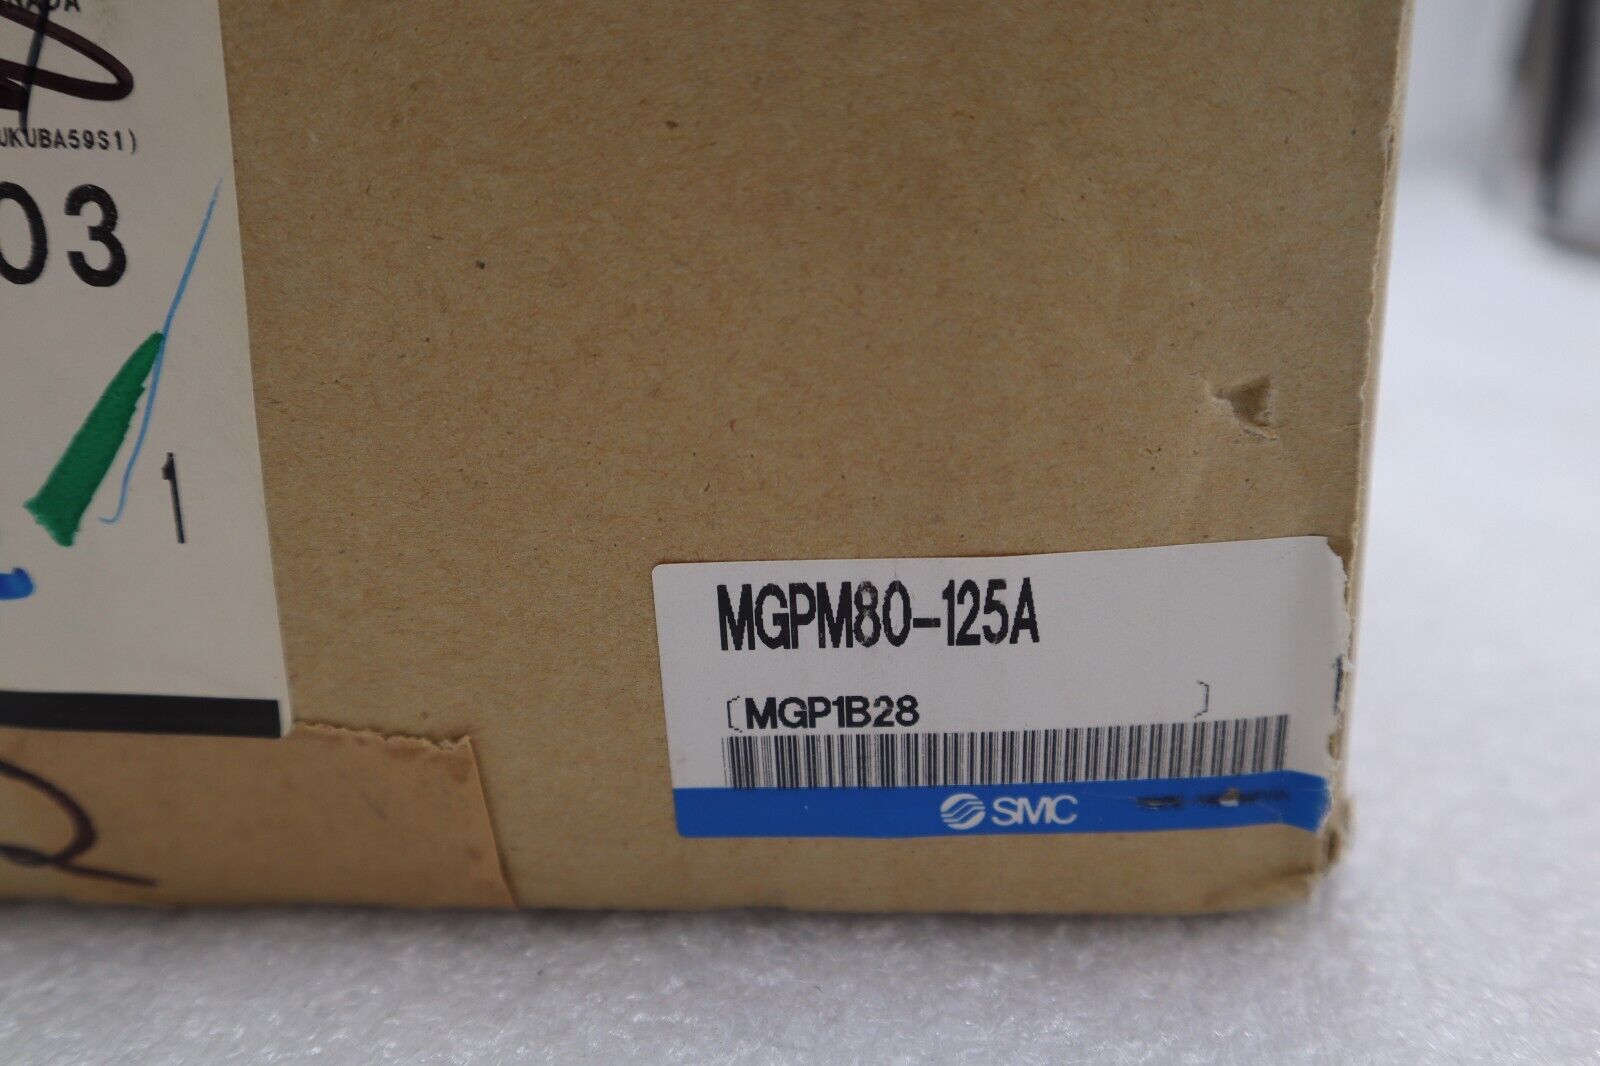 UKUBA59S1)
03
1
MGPM80-125A
[MGP1B28 ]
SMC